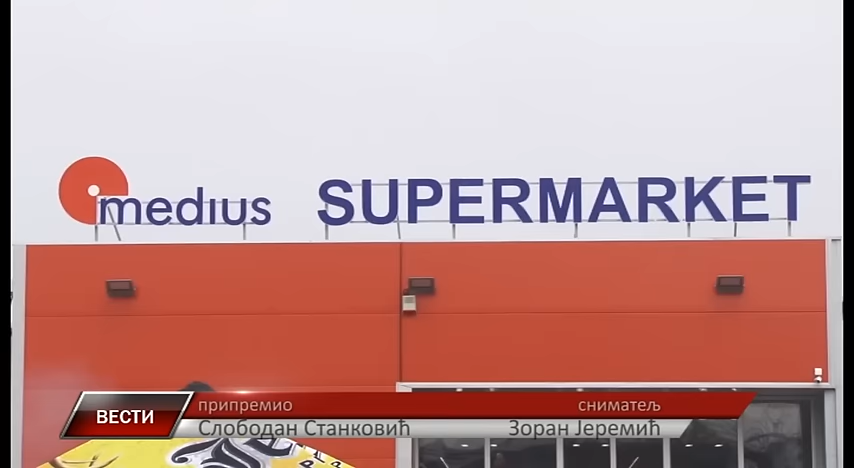 medius SUPERMARKET
ВЕСТИ
припремио сниматељ
Слободан Станковић Зоран Јеремић